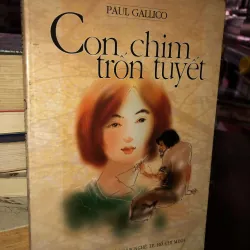 PAUL GALLICO
Con chim
trốn tuyết